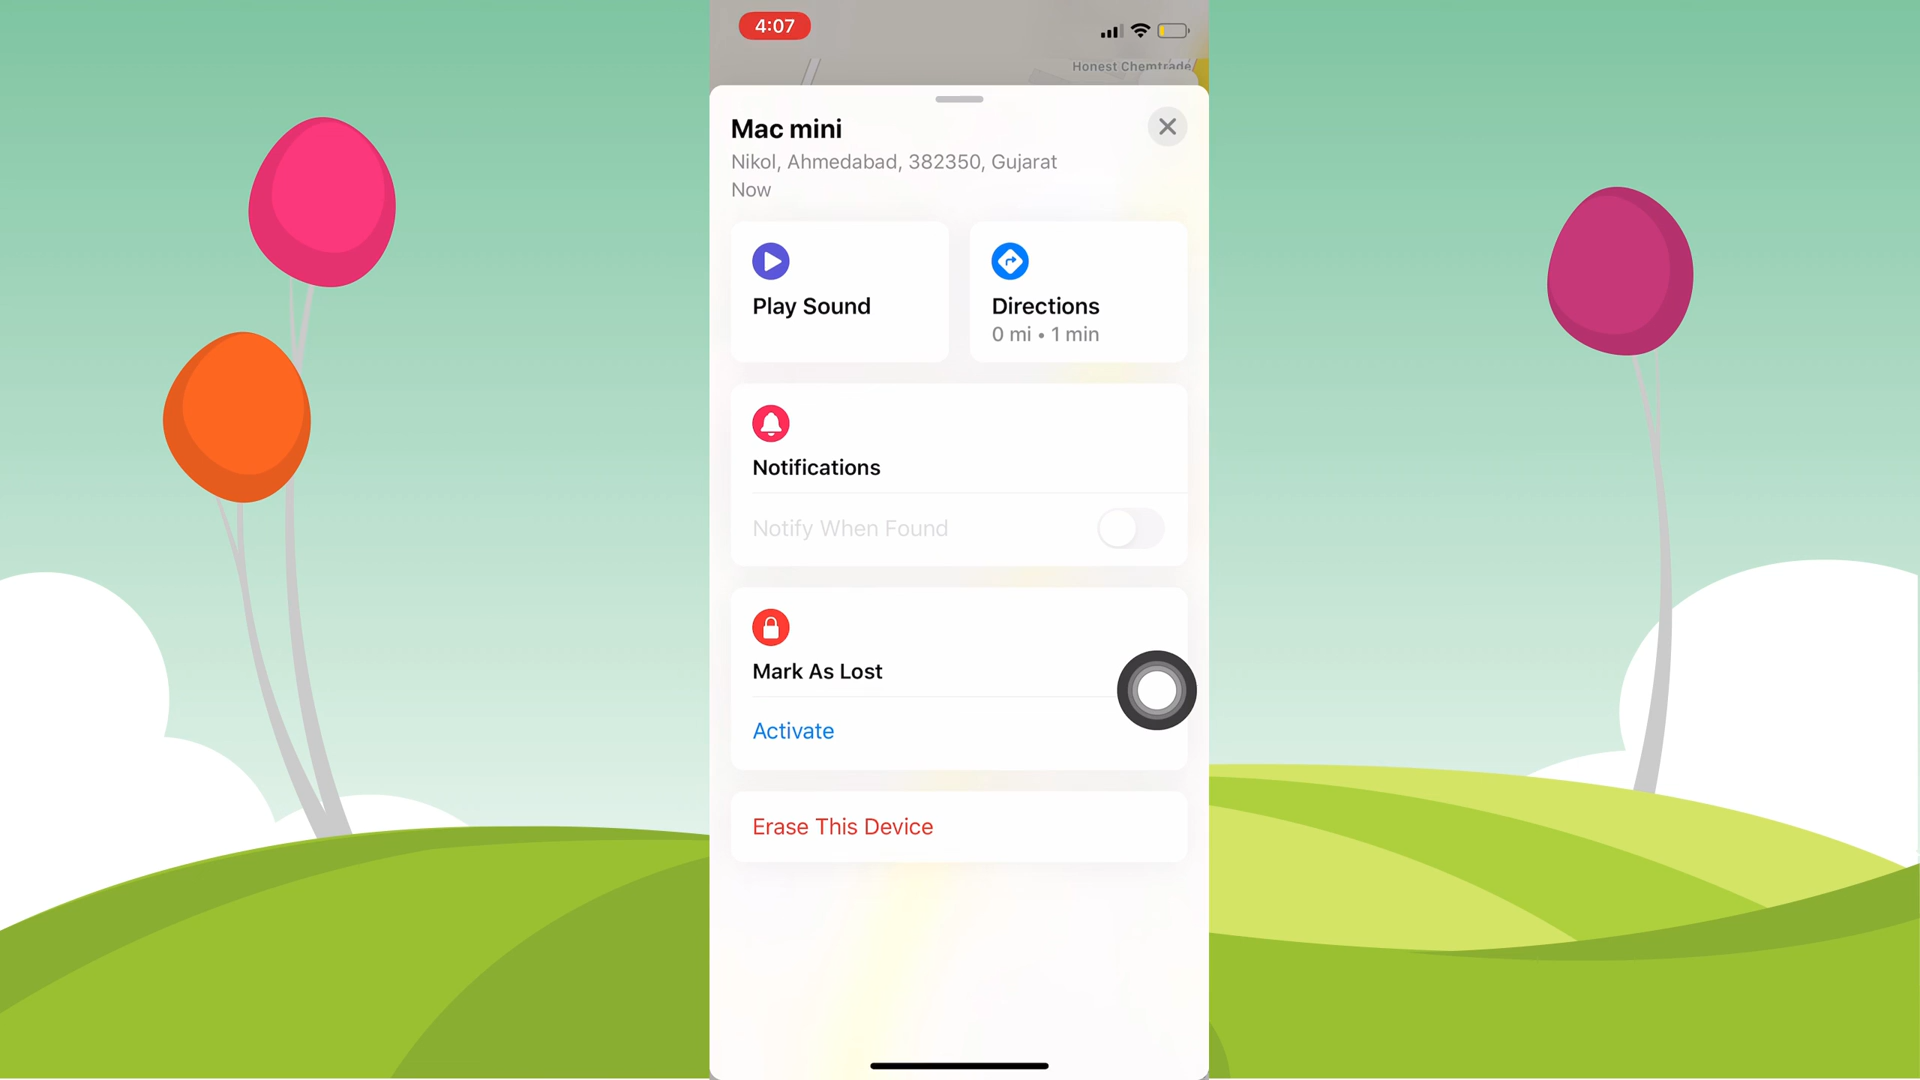 4:07
Honest Chemtrade
Mac mini
Nikol, Ahmedabad, 382350, Gujarat
Now
Play Sound
Directions
0 mi • 1 min
Notifications
Notify When Found
Mark As Lost
Activate
Erase This Device